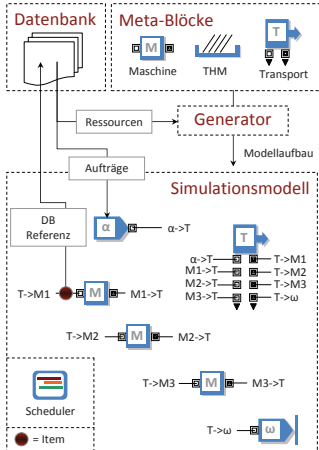 Datenbank
Meta-Blöcke
M
T
Maschine
THM
Transport
Ressourcen
Generator
Aufträge
Modellaufbau
Simulationsmodell
DB
Referenz
α
α->T
T
α->T
T->M1
M1->T
T->M2
M2->T
T->M3
M3->T
T->ω
T->M1
M
M1->T
T->M2
M
M2->T
T->M3
M
M3->T
Scheduler
= Item
T->ω
ω